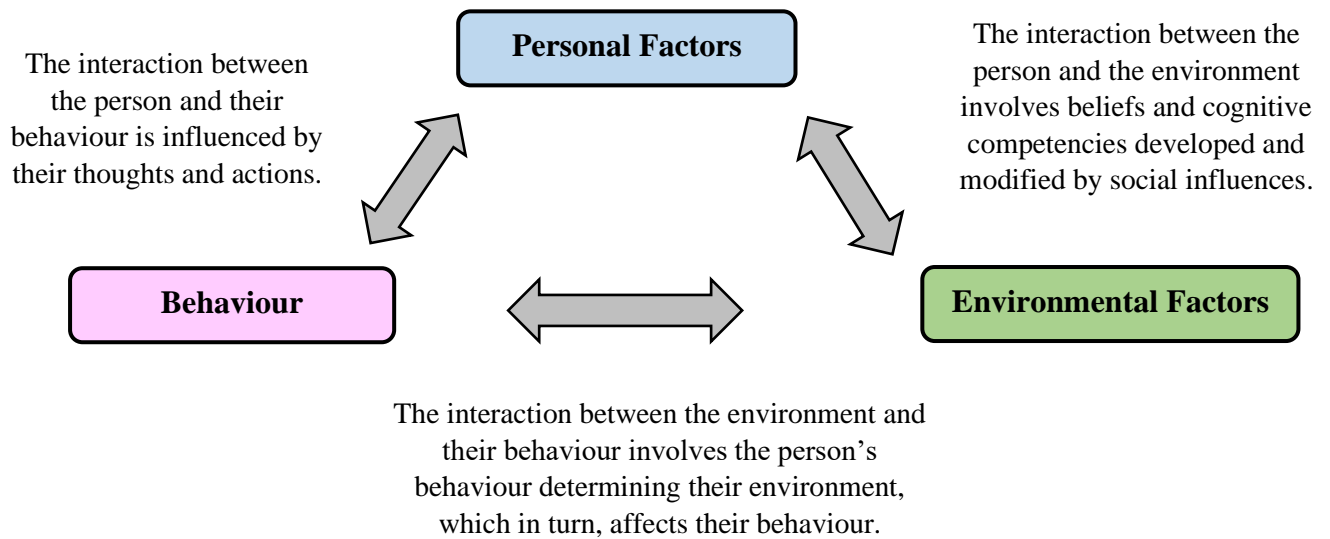 Personal Factors
The interaction between
the person and their
behaviour is influenced by
their thoughts and actions.
The interaction between the
person and the environment
involves beliefs and cognitive
competencies developed and
modified by social influences.
Behaviour
Environmental Factors
The interaction between the environment and
their behaviour involves the person’s
behaviour determining their environment,
which in turn, affects their behaviour.